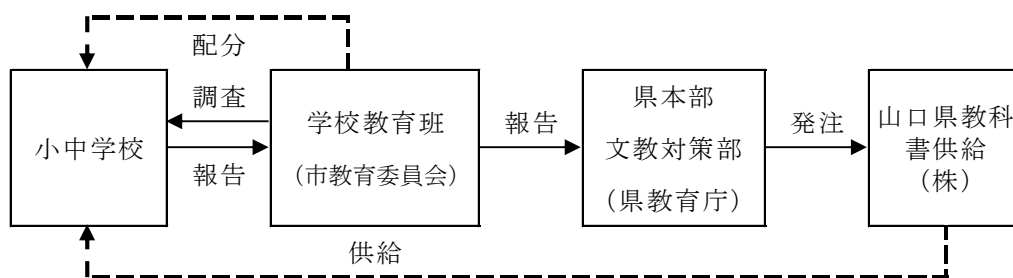 配分
小中学校
調査
報告
学校教育班
(市教育委員会)
報告
県本部
文教対策部
(県教育庁)
発注
山口県教科
書供給
(株)
供給